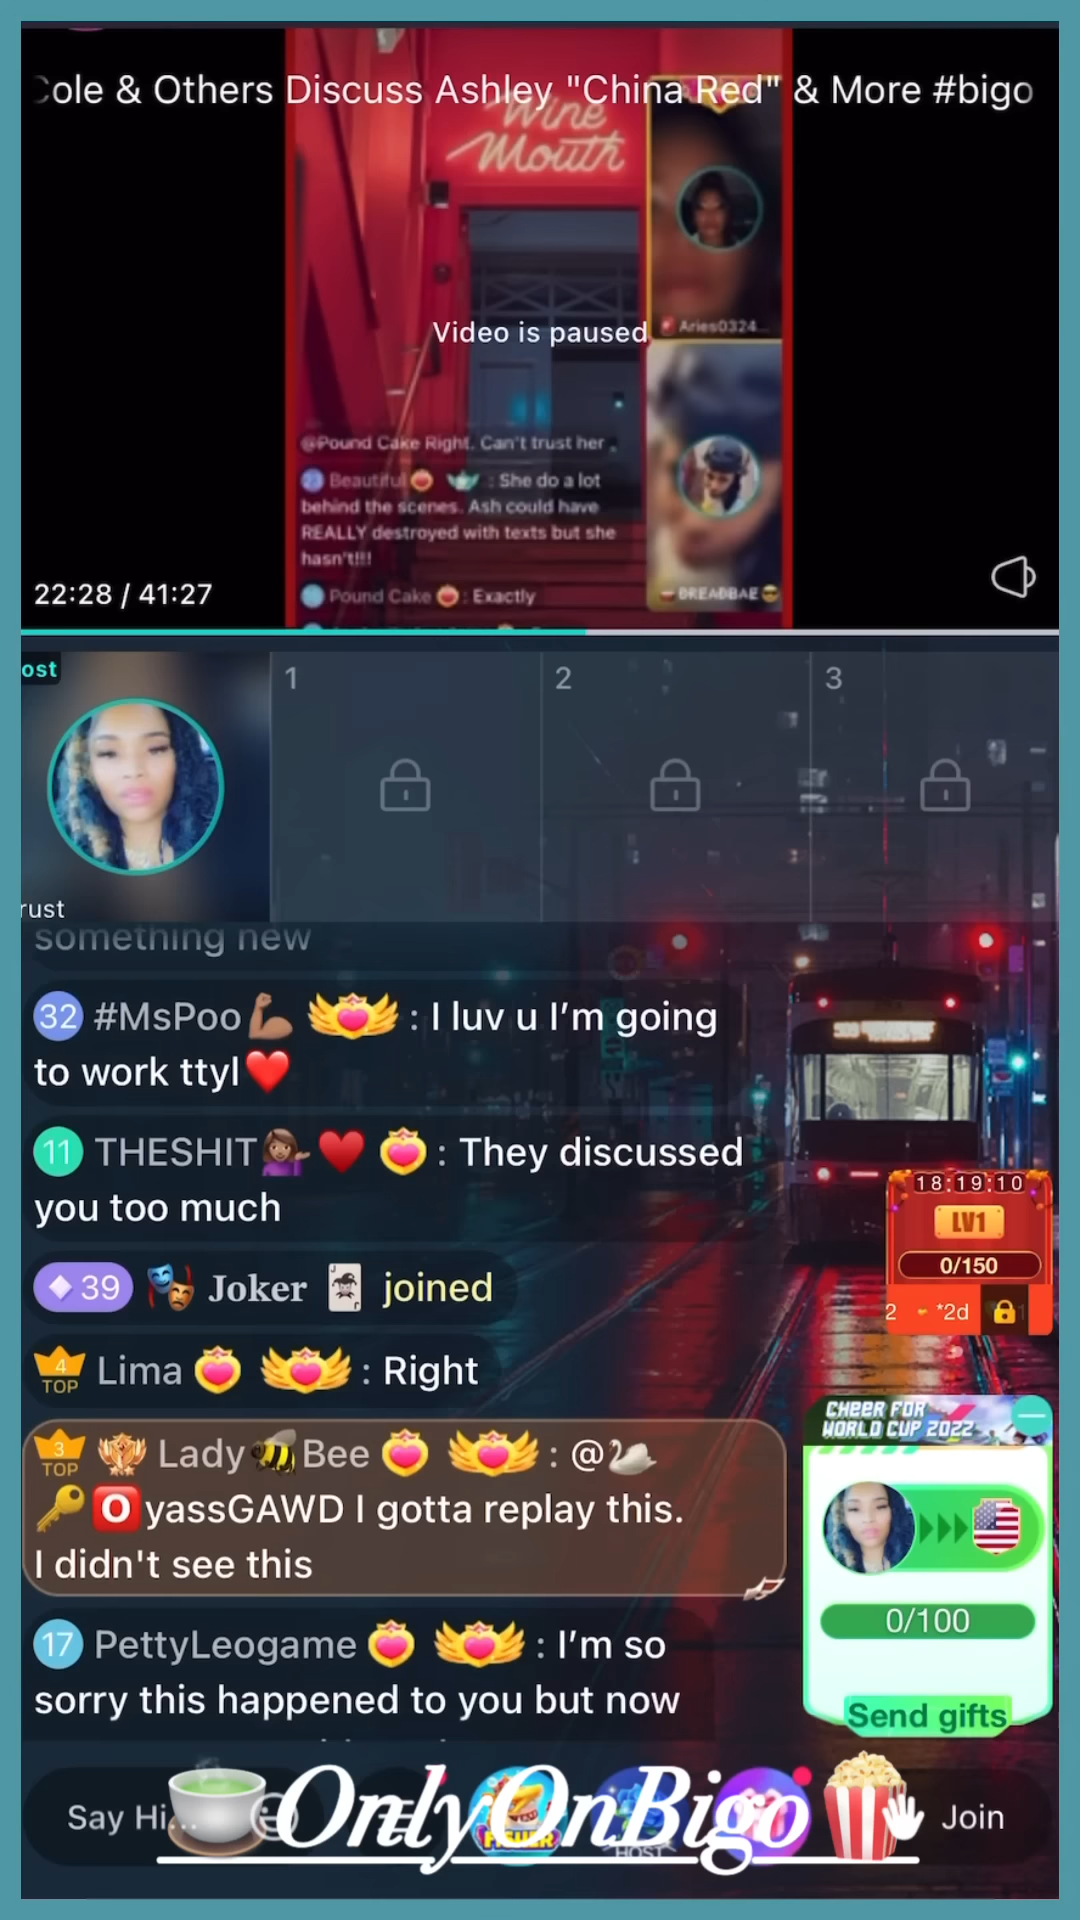 Cole & Others Discuss Ashley "China Red" & More #bigo
Wine
Mouth
Aries0324...
Video is paused
@Pound Cake Right. Can't trust her
23 Beautiful : She do a lot
behind the scenes. Ash could have
REALLY destroyed with texts but she
hasn't!!!
Pound Cake : Exactly
BREADBAE
22:28 / 41:27
ost
1
2
3
rust
something new
32 #MsPoo : I luv u I’m going
to work ttyl
11 THESHIT : They discussed
you too much
39 Joker joined
4 TOP Lima : Right
3 TOP Lady Bee : @
O yassGAWD I gotta replay this.
I didn't see this
17 PettyLeogame : I’m so
sorry this happened to you but now
18:19:10
LV1
0/150
2 *2d
CHEER FOR
WORLD CUP 2022
0/100
Send gifts
Say Hi...
OnlyOnBigo
FISHER
HOST
Join